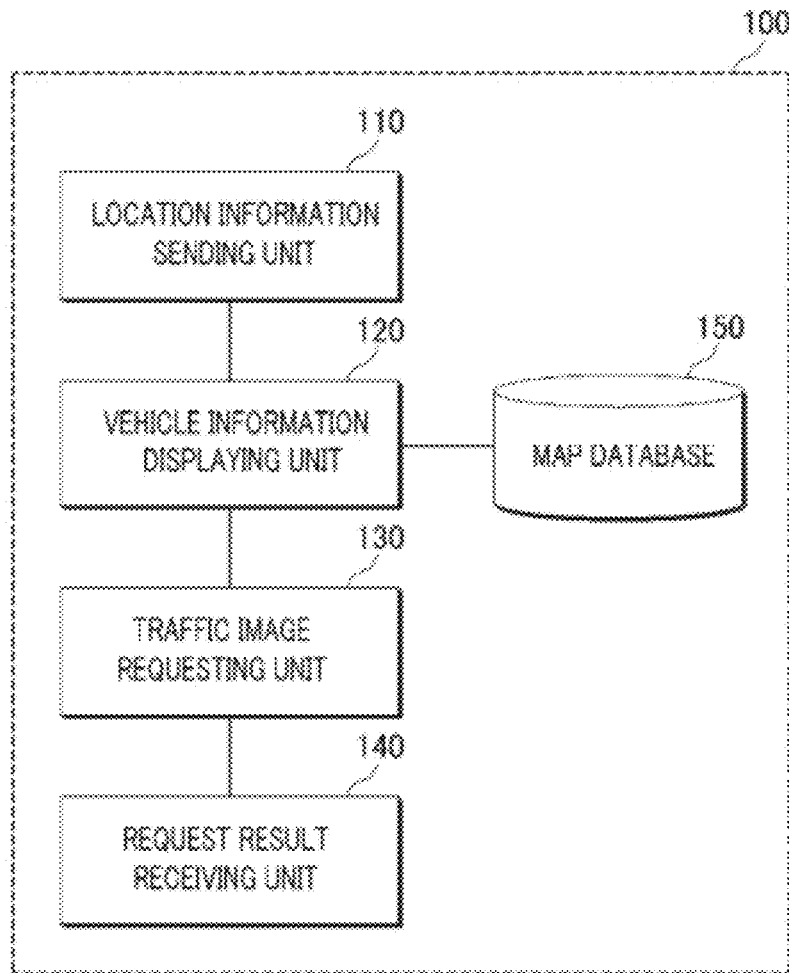 100
110
LOCATION INFORMATION
SENDING UNIT
120
VEHICLE INFORMATION
DISPLAYING UNIT
150
MAP DATABASE
130
TRAFFIC IMAGE
REQUESTING UNIT
140
REQUEST RESULT
RECEIVING UNIT